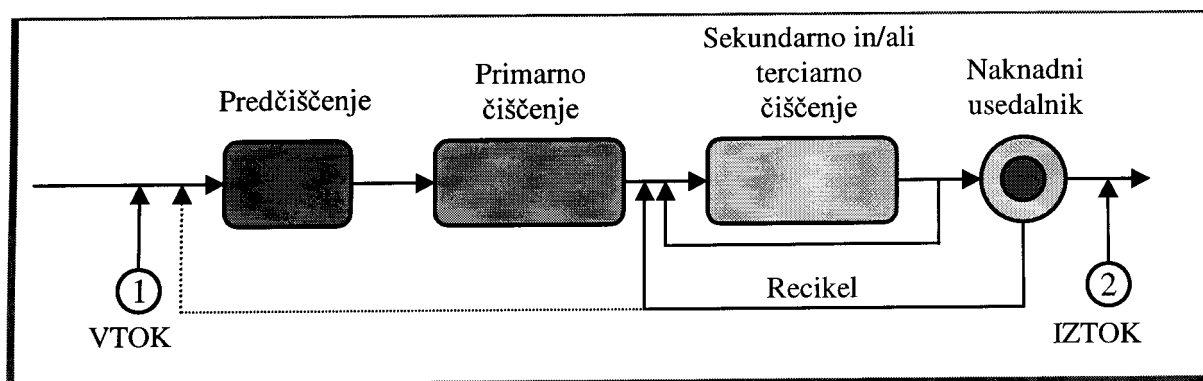 Predčiščenje
Primarno
čiščenje
Sekundarno in/ali
terciarno
čiščenje
Naknadni
usedalnik
1
VTOK
Recikel
2
IZTOK